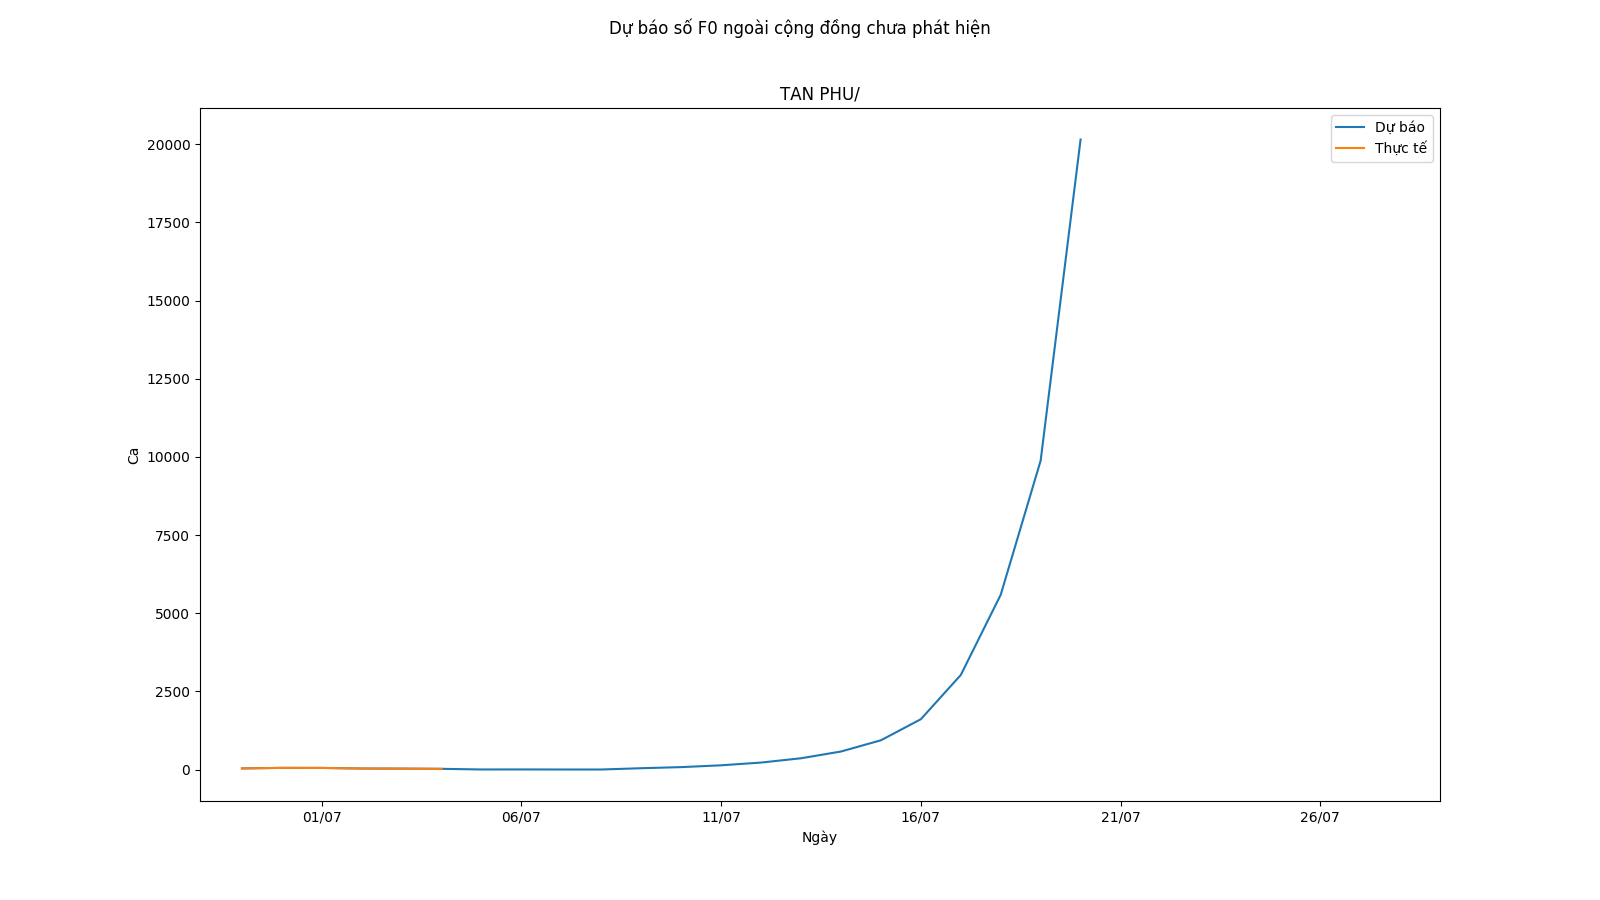 Dự báo số F0 ngoài cộng đồng chưa phát hiện
TAN PHU/
Dự báo
Thực tế
20000
17500
15000
12500
10000
7500
5000
2500
0
Ca
01/07
06/07
11/07
16/07
21/07
26/07
Ngày